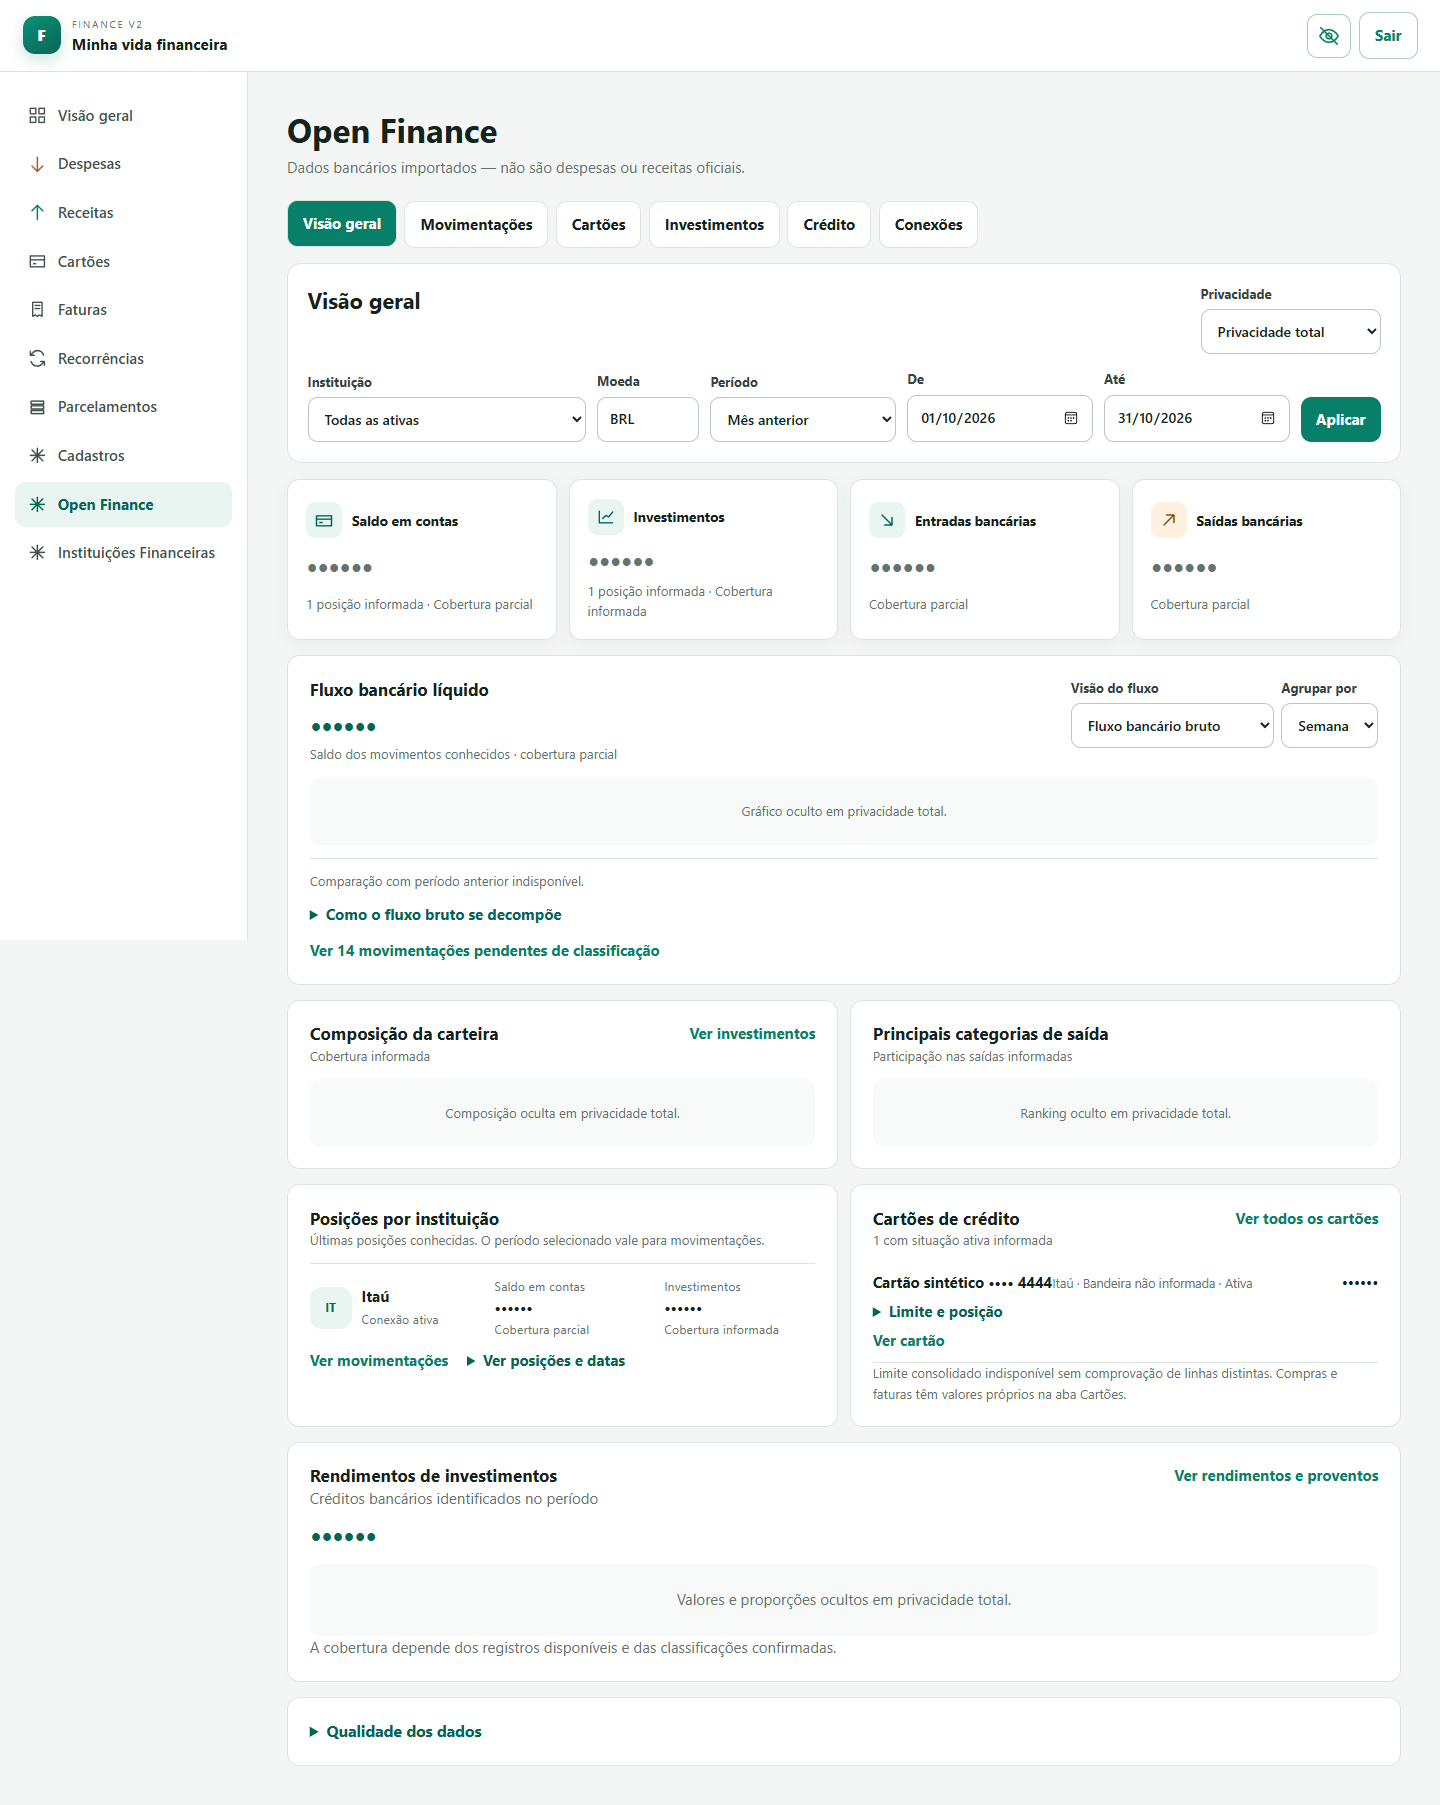 F
FINANCE V2
Minha vida financeira
Sair
Visão geral
Despesas
Receitas
Cartões
Faturas
Recorrências
Parcelamentos
Cadastros
Open Finance
Instituições Financeiras
Open Finance
Dados bancários importados — não são despesas ou receitas oficiais.
Visão geral
Movimentações
Cartões
Investimentos
Crédito
Conexões
Visão geral
Privacidade
Privacidade total
Instituição
Todas as ativas
Moeda
BRL
Período
Mês anterior
De
01/10/2026
Até
31/10/2026
Aplicar
Saldo em contas
••••••
1 posição informada · Cobertura parcial
Investimentos
••••••
1 posição informada · Cobertura
informada
Entradas bancárias
••••••
Cobertura parcial
Saídas bancárias
••••••
Cobertura parcial
Fluxo bancário líquido
••••••
Saldo dos movimentos conhecidos · cobertura parcial
Visão do fluxo
Fluxo bancário bruto
Agrupar por
Semana
Gráfico oculto em privacidade total.
Comparação com período anterior indisponível.
Como o fluxo bruto se decompõe
Ver 14 movimentações pendentes de classificação
Composição da carteira
Ver investimentos
Cobertura informada
Composição oculta em privacidade total.
Principais categorias de saída
Participação nas saídas informadas
Ranking oculto em privacidade total.
Posições por instituição
Últimas posições conhecidas. O período selecionado vale para movimentações.
IT
Itaú
Conexão ativa
Saldo em contas
••••••
Cobertura parcial
Investimentos
••••••
Cobertura informada
Ver movimentações
Ver posições e datas
Cartões de crédito
Ver todos os cartões
1 com situação ativa informada
Cartão sintético •••• 4444Itaú · Bandeira não informada · Ativa
••••••
Limite e posição
Ver cartão
Limite consolidado indisponível sem comprovação de linhas distintas. Compras e
faturas têm valores próprios na aba Cartões.
Rendimentos de investimentos
Ver rendimentos e proventos
Créditos bancários identificados no período
••••••
Valores e proporções ocultos em privacidade total.
A cobertura depende dos registros disponíveis e das classificações confirmadas.
Qualidade dos dados